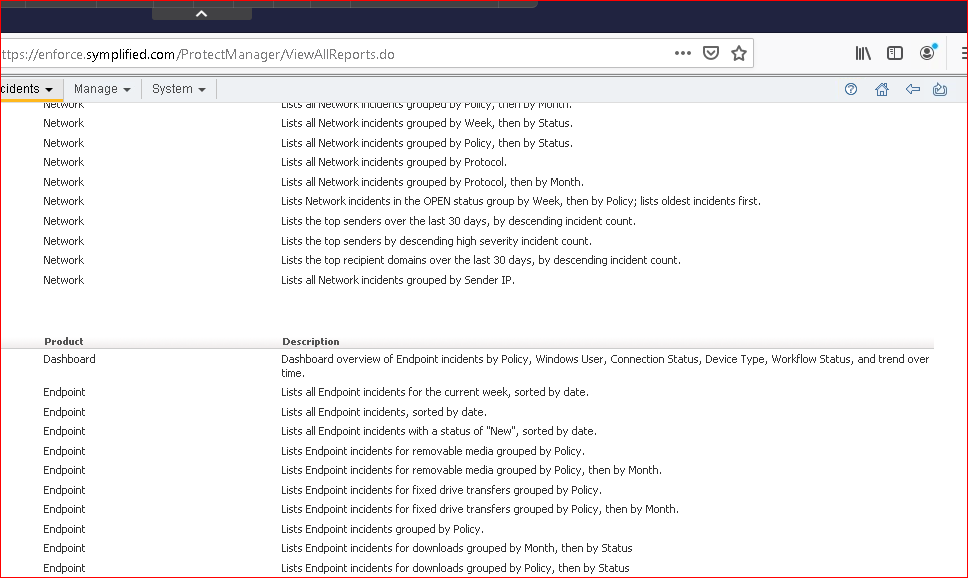 ttps://enforce.symplified.com/ProtectManager/ViewAllReports.do
cidents Manage System
Network Lists all Network incidents grouped by Policy, then by Month.
Network Lists all Network incidents grouped by Week, then by Status.
Network Lists all Network incidents grouped by Policy, then by Status.
Network Lists all Network incidents grouped by Protocol.
Network Lists all Network incidents grouped by Protocol, then by Month.
Network Lists Network incidents in the OPEN status group by Week, then by Policy; lists oldest incidents first.
Network Lists the top senders over the last 30 days, by descending incident count.
Network Lists the top senders by descending high severity incident count.
Network Lists the top recipient domains over the last 30 days, by descending incident count.
Network Lists all Network incidents grouped by Sender IP.
Product Description
Dashboard Dashboard overview of Endpoint incidents by Policy, Windows User, Connection Status, Device Type, Workflow Status, and trend over
time.
Endpoint Lists all Endpoint incidents for the current week, sorted by date.
Endpoint Lists all Endpoint incidents, sorted by date.
Endpoint Lists all Endpoint incidents with a status of "New", sorted by date.
Endpoint Lists Endpoint incidents for removable media grouped by Policy.
Endpoint Lists Endpoint incidents for removable media grouped by Policy, then by Month.
Endpoint Lists Endpoint incidents for fixed drive transfers grouped by Policy.
Endpoint Lists Endpoint incidents for fixed drive transfers grouped by Policy, then by Month.
Endpoint Lists Endpoint incidents grouped by Policy.
Endpoint Lists Endpoint incidents for downloads grouped by Month, then by Status
Endpoint Lists Endpoint incidents for downloads grouped by Policy, then by Status